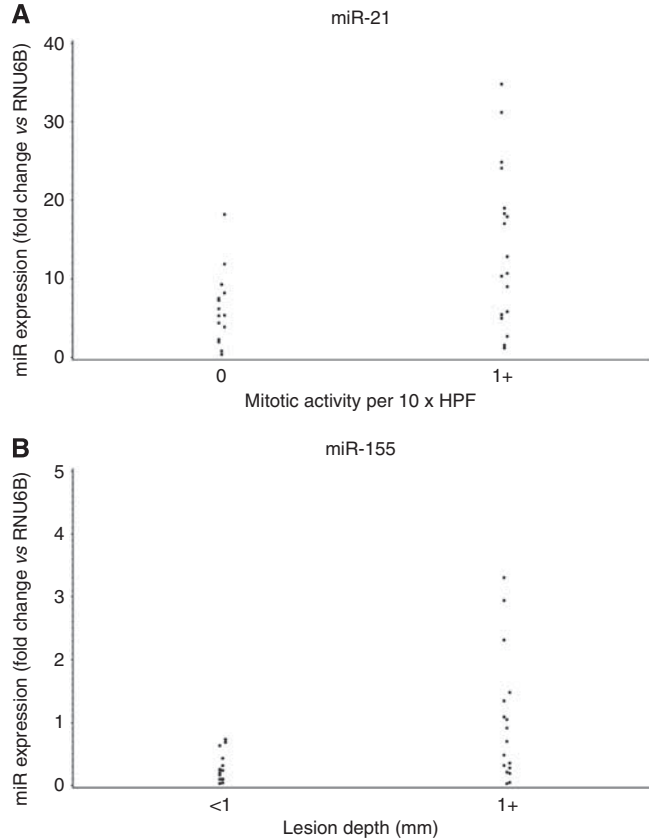 A
miR-21
miR expression (fold change vs RNU6B)
40
30
20
10
0
0 1+
Mitotic activity per 10 x HPF
B
miR-155
miR expression (fold change vs RNU6B)
5
4
3
2
1
0
<1 1+
Lesion depth (mm)